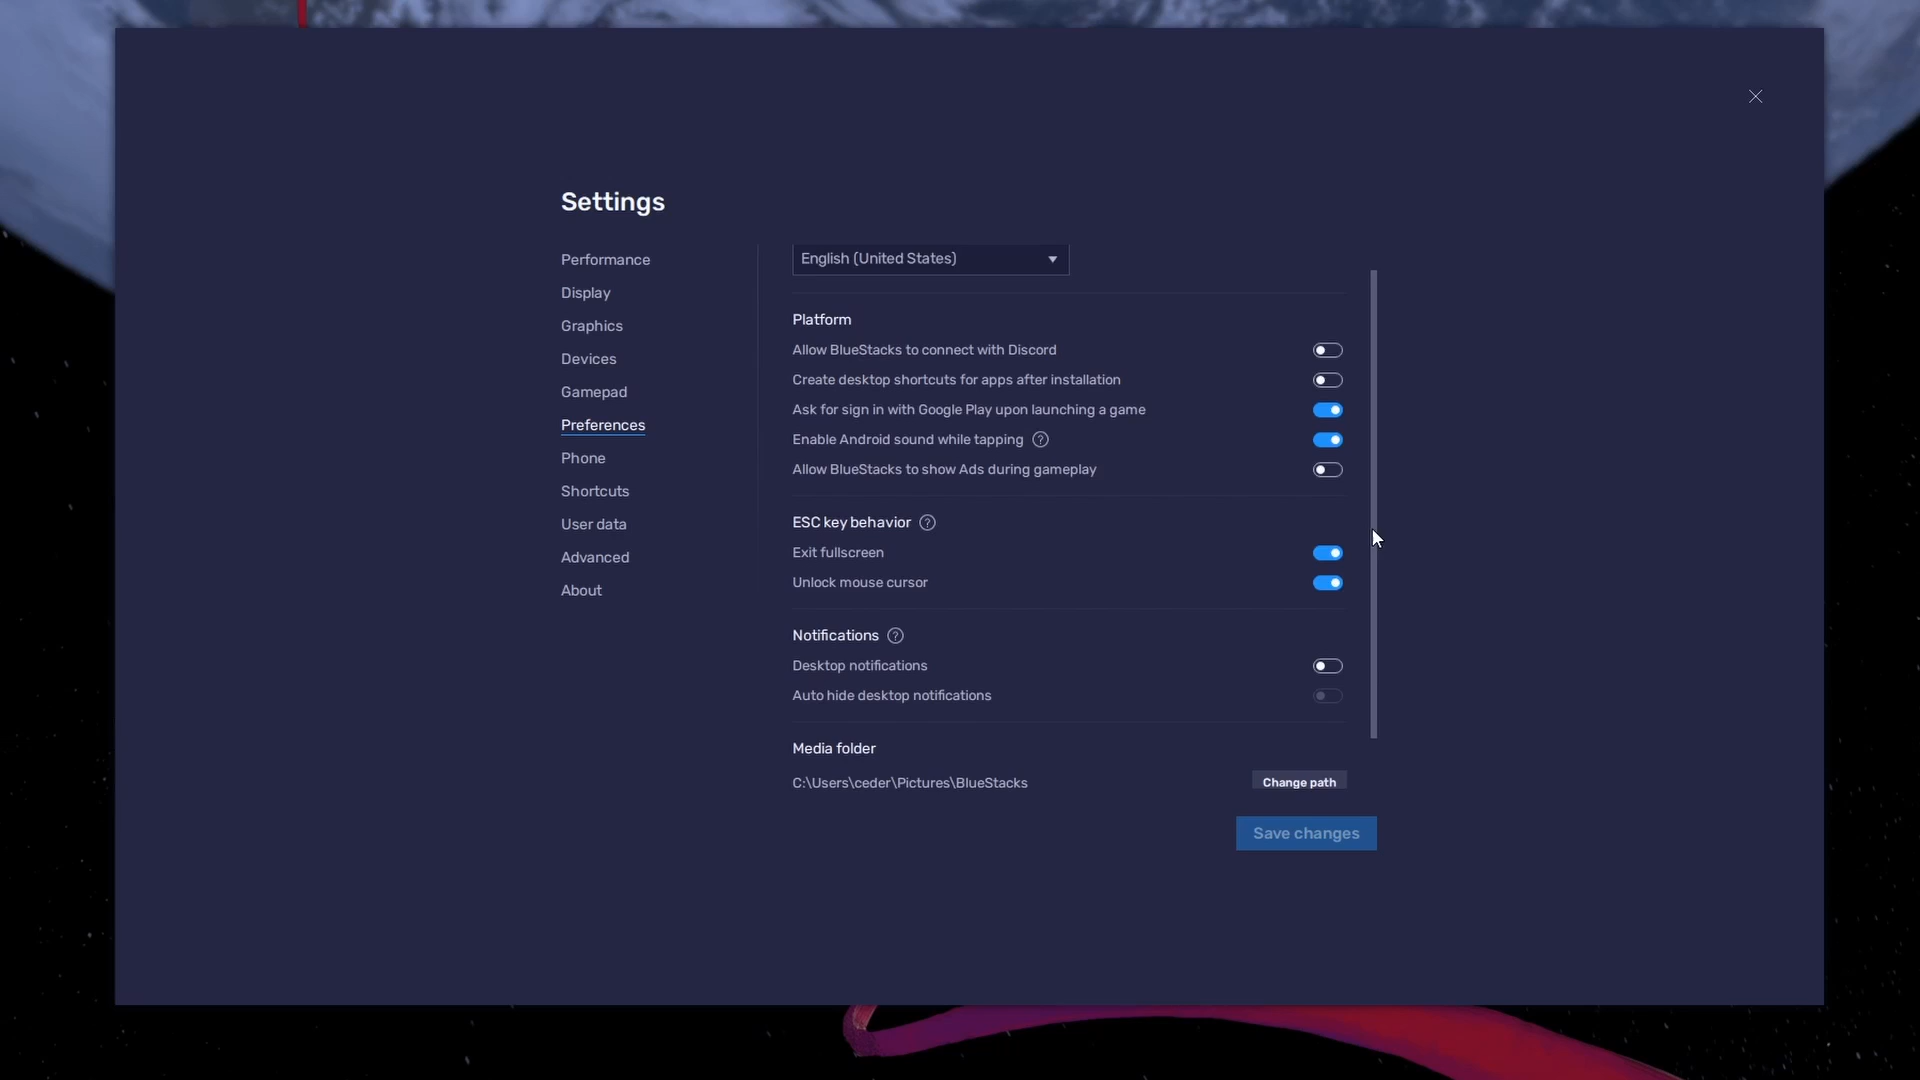 Settings
Performance
Display
Graphics
Devices
Gamepad
Preferences
Phone
Shortcuts
User data
Advanced
About
English (United States)
Platform
Allow BlueStacks to connect with Discord
Create desktop shortcuts for apps after installation
Ask for sign in with Google Play upon launching a game
Enable Android sound while tapping ?
Allow BlueStacks to show Ads during gameplay
ESC key behavior ?
Exit fullscreen
Unlock mouse cursor
Notifications ?
Desktop notifications
Auto hide desktop notifications
Media folder
C:\Users\ceder\Pictures\BlueStacks Change path
Save changes